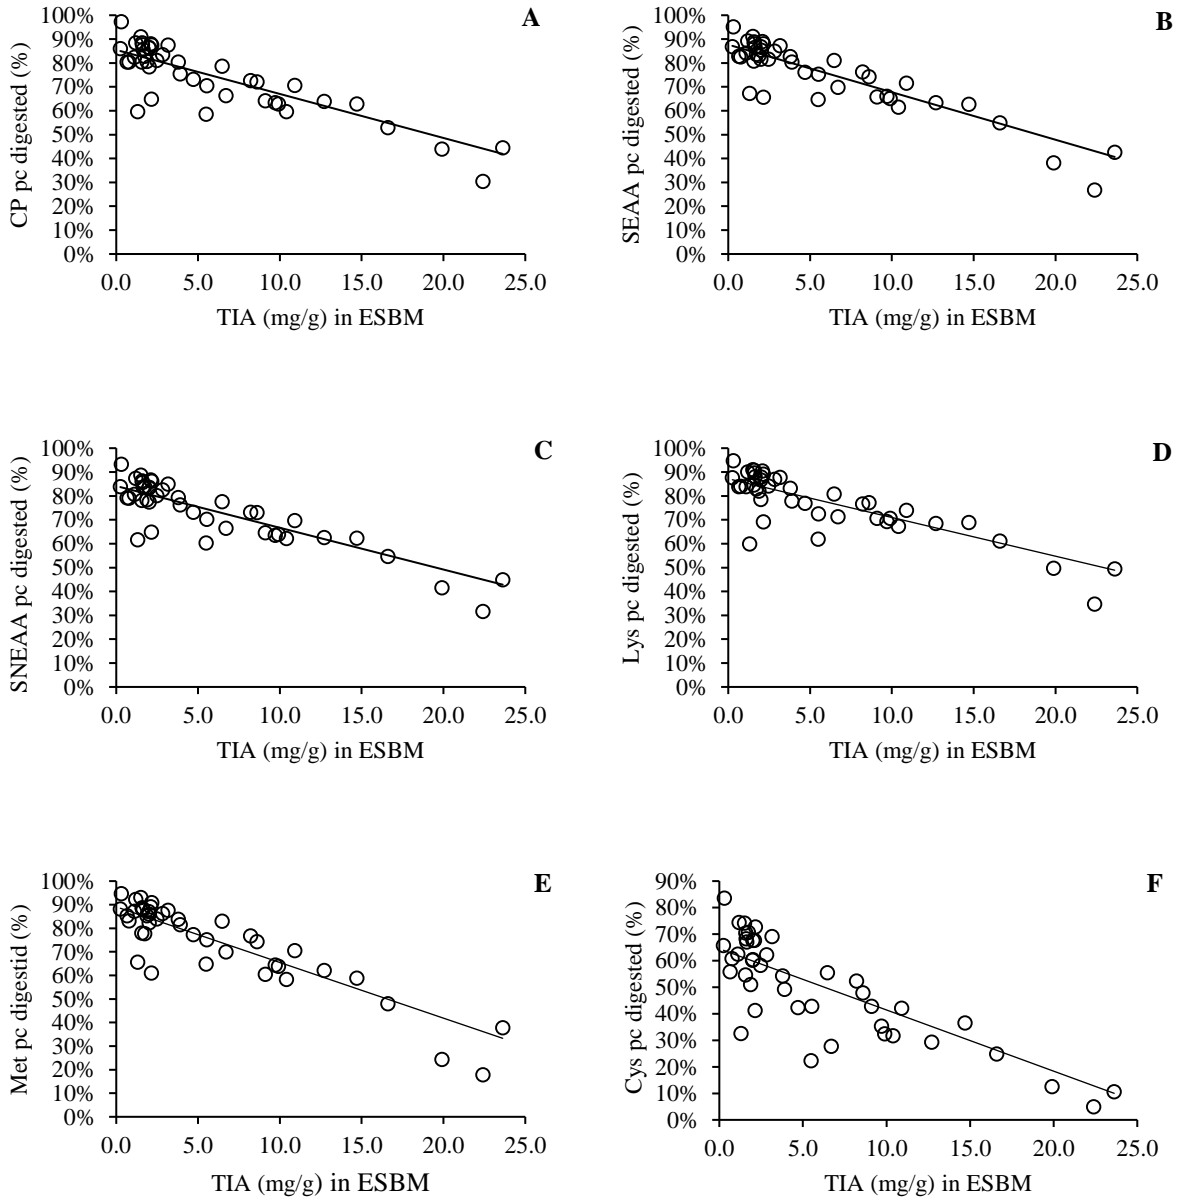 A
CP pc digested (%)
100%
90%
80%
70%
60%
50%
40%
30%
20%
10%
0%
0.0 5.0 10.0 15.0 20.0 25.0
TIA (mg/g) in ESBM
B
SEAA pc digested (%)
100%
90%
80%
70%
60%
50%
40%
30%
20%
10%
0%
0.0 5.0 10.0 15.0 20.0 25.0
TIA (mg/g) in ESBM
C
SNEAA pc digested (%)
100%
90%
80%
70%
60%
50%
40%
30%
20%
10%
0%
0.0 5.0 10.0 15.0 20.0 25.0
TIA (mg/g) in ESBM
D
Lys pc digested (%)
100%
90%
80%
70%
60%
50%
40%
30%
20%
10%
0%
0.0 5.0 10.0 15.0 20.0 25.0
TIA (mg/g) in ESBM
E
Met pc digestid (%)
100%
90%
80%
70%
60%
50%
40%
30%
20%
10%
0%
0.0 5.0 10.0 15.0 20.0 25.0
TIA (mg/g) in ESBM
F
Cys pc digested (%)
90%
80%
70%
60%
50%
40%
30%
20%
10%
0%
0.0 5.0 10.0 15.0 20.0 25.0
TIA (mg/g) in ESBM